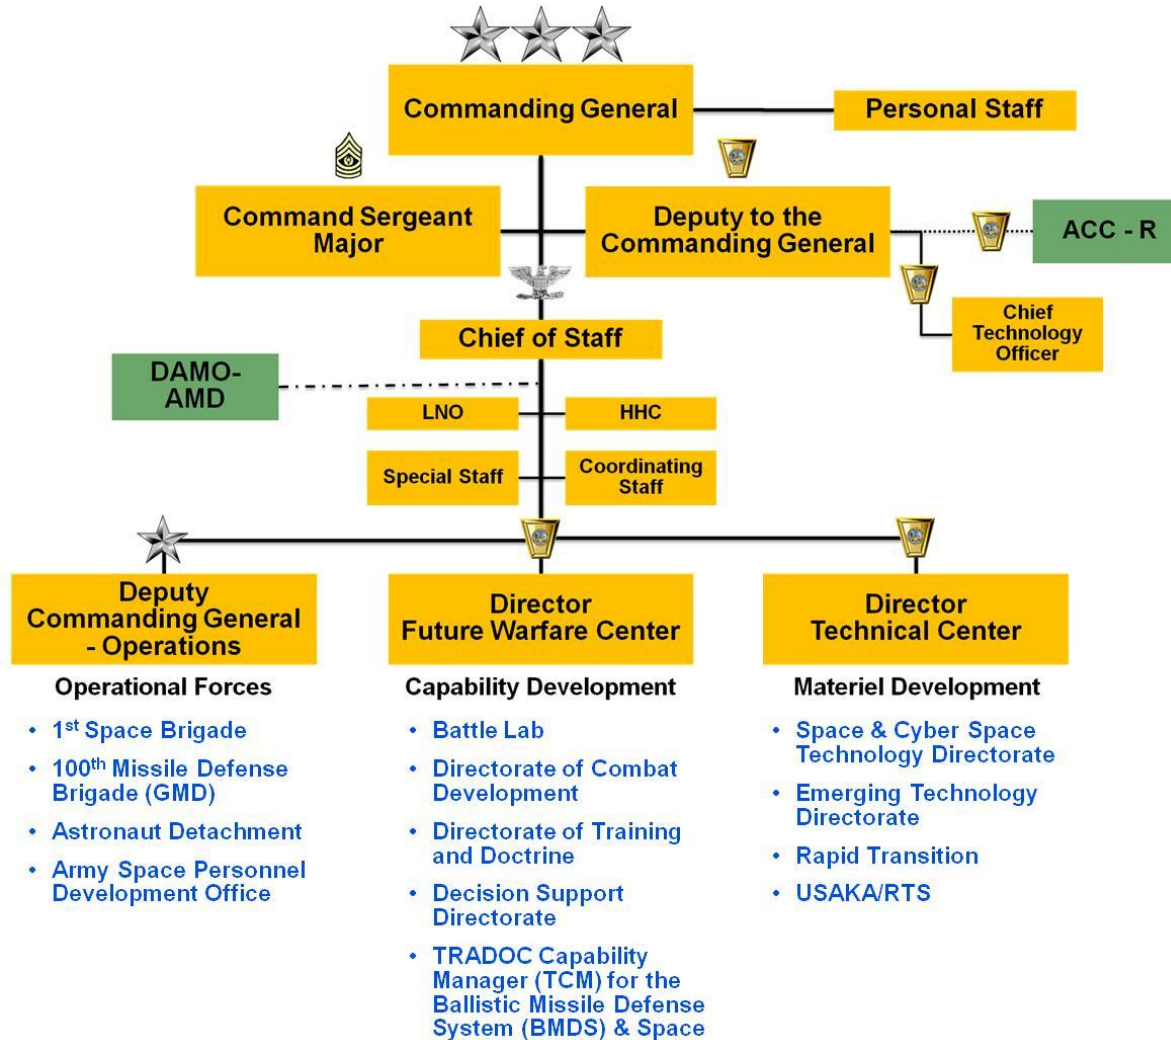 Commanding General
Personal Staff
Command Sergeant
Major
Deputy to the
Commanding General
ACC - R
Chief
Technology
Officer
Chief of Staff
DAMO-
AMD
LNO
HHC
Special Staff
Coordinating
Staff
Deputy
Commanding General
- Operations
Director
Future Warfare Center
Director
Technical Center
Operational Forces
• 1st Space Brigade
• 100th Missile Defense
Brigade (GMD)
• Astronaut Detachment
• Army Space Personnel
Development Office
Capability Development
• Battle Lab
• Directorate of Combat
Development
• Directorate of Training
and Doctrine
• Decision Support
Directorate
• TRADOC Capability
Manager (TCM) for the
Ballistic Missile Defense
System (BMDS) & Space
Materiel Development
• Space & Cyber Space
Technology Directorate
• Emerging Technology
Directorate
• Rapid Transition
• USAKA/RTS